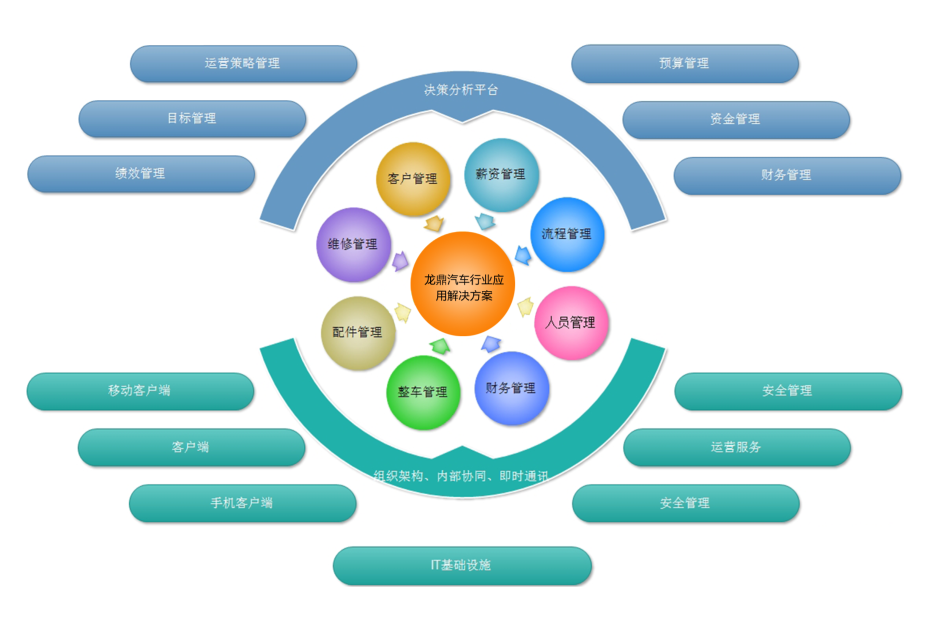 运营策略管理
预算管理
决策分析平台
目标管理
资金管理
绩效管理
财务管理
客户管理
薪资管理
维修管理
流程管理
龙鼎汽车行业应
用解决方案
配件管理
人员管理
整车管理
财务管理
移动客户端
安全管理
客户端
运营服务
组织架构、内部协同、即时通讯
手机客户端
安全管理
IT基础设施